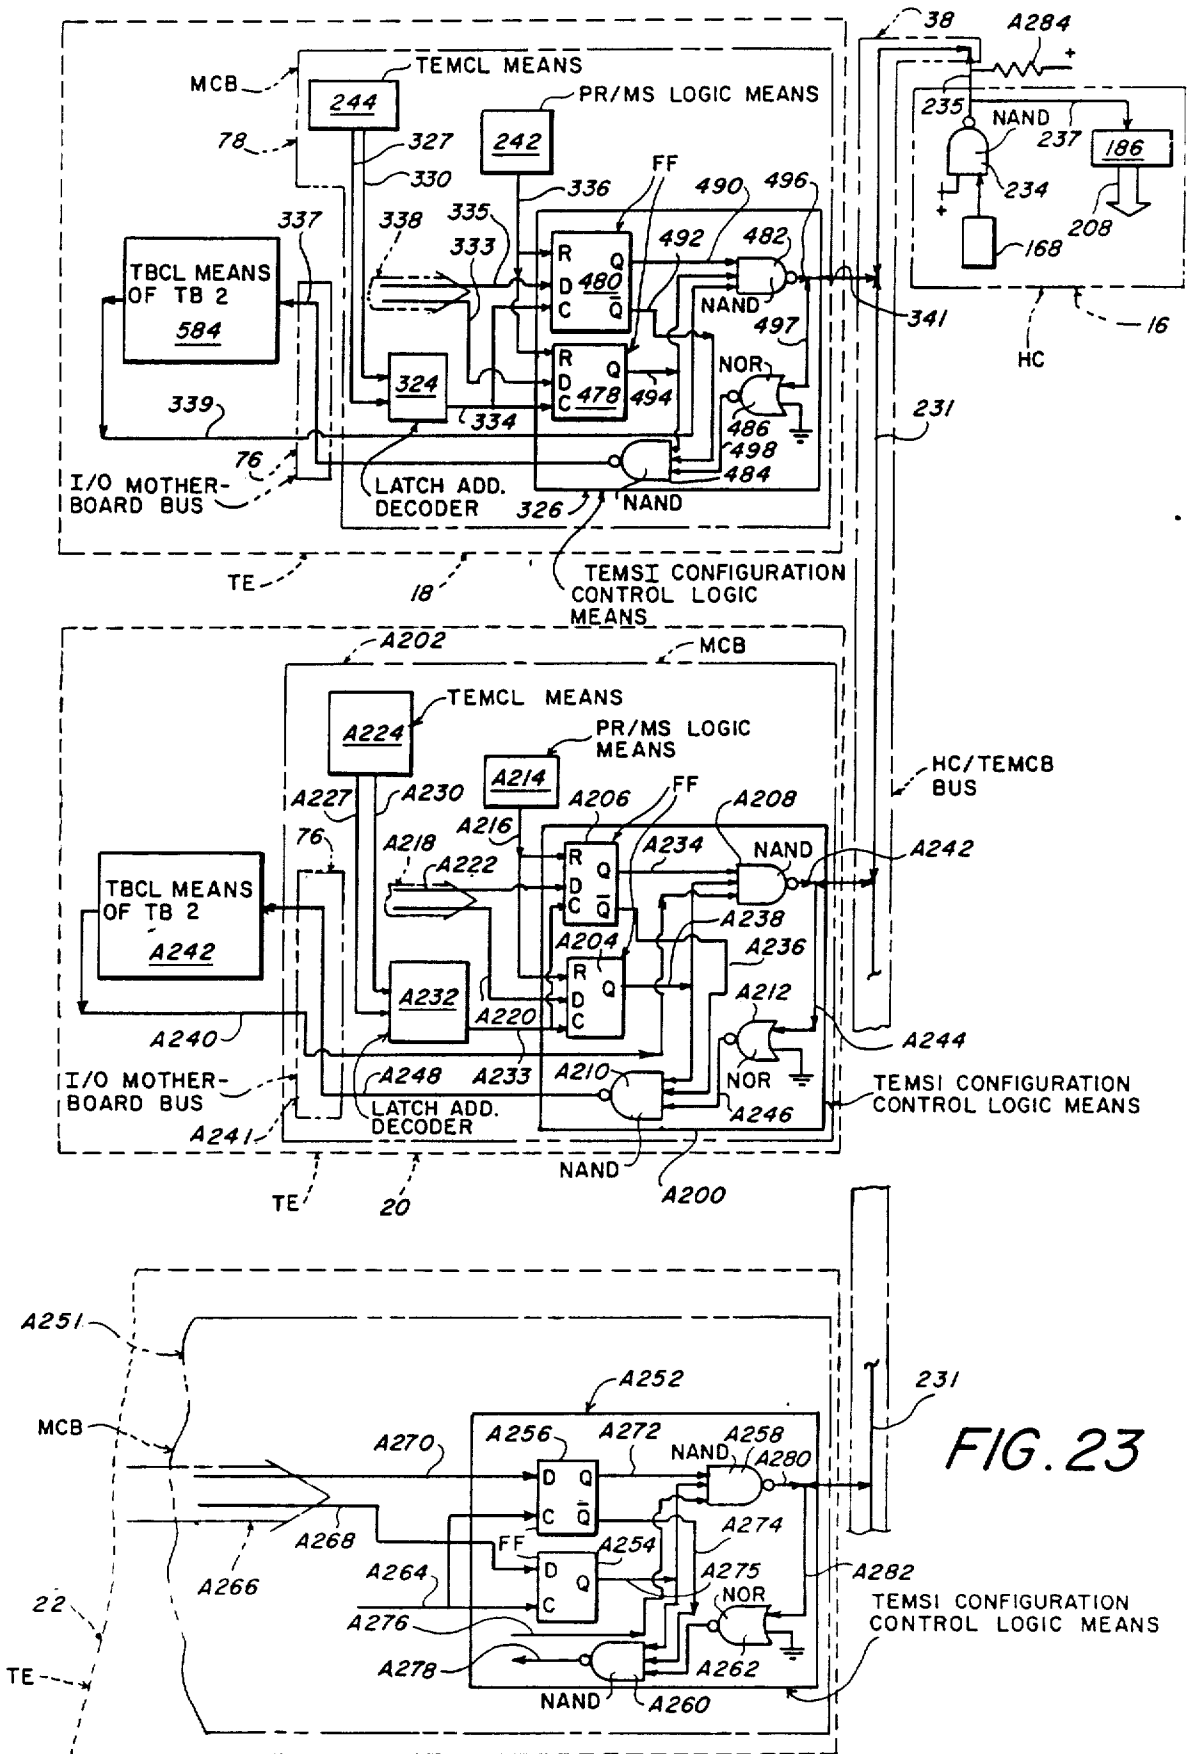 38
A284
+
TEMCL MEANS
MCB
244
PR/MS LOGIC MEANS
235
NAND
237
186
78
327
242
FF
234
330
336
490
496
+
208
335
338
333
492
482
168
337
TBCL MEANS
OF TB 2
584
R
D
C
480
Q
Q̅
NAND
497
341
HC
16
324
R
D
C
Q
478
494
NOR
486
231
339
334
498
76
484
I/O MOTHER-
BOARD BUS
LATCH ADD.
DECODER
326
NAND
TE
18
TEMSI CONFIGURATION
CONTROL LOGIC
MEANS
A202
MCB
TEMCL MEANS
A224
PR/MS LOGIC
MEANS
A214
FF
HC/TEMCB
BUS
A227
A230
A206
A208
A216
NAND
76
A218
A222
A234
A242
TBCL MEANS
OF TB 2
A242
R
D
C
Q
Q̅
A238
A204
A236
A232
R
D
C
Q
A212
A220
A240
A210
A244
I/O MOTHER-
BOARD BUS
A248
A233
NOR
TEMSI CONFIGURATION
CONTROL LOGIC MEANS
LATCH ADD.
DECODER
A246
A241
NAND
TE
20
A200
A251
A252
231
MCB
A270
A256
A272
A258
NAND
A280
FIG. 23
D
Q
C
Q̅
A268
A274
FF
A254
A266
A264
D
Q
C
A275
A282
22
NOR
TEMSI CONFIGURATION
CONTROL LOGIC MEANS
A276
A278
A262
TE
NAND
A260